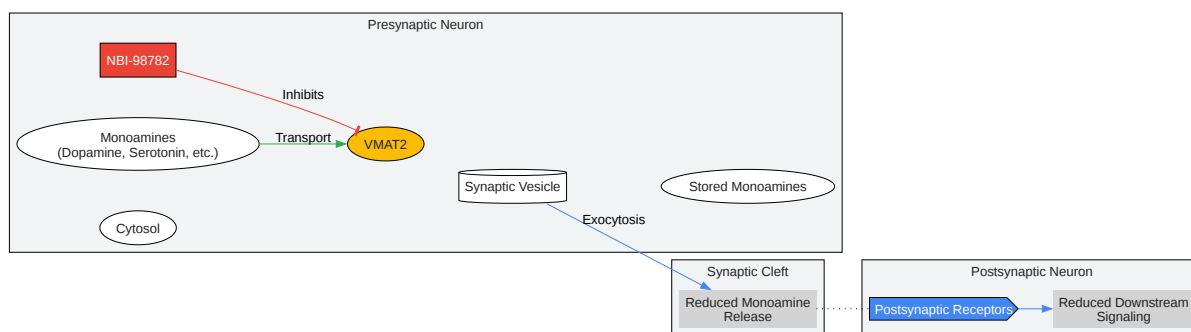 Presynaptic Neuron
NBI-98782
Inhibits
Monoamines
(Dopamine, Serotonin, etc.)
Transport
VMAT2
Synaptic Vesicle
Stored Monoamines
Cytosol
Exocytosis
Synaptic Cleft
Reduced Monoamine
Release
Postsynaptic Neuron
Postsynaptic Receptors
Reduced Downstream
Signaling